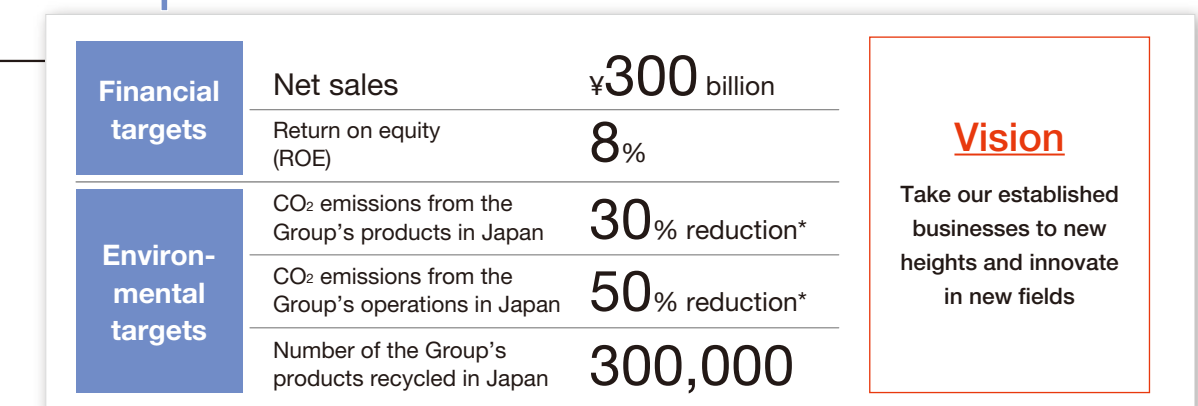 Financial
targets
Net sales
¥300 billion
Return on equity
(ROE)
8%
Environ-
mental
targets
CO₂ emissions from the
Group’s products in Japan
30% reduction*
CO₂ emissions from the
Group’s operations in Japan
50% reduction*
Number of the Group’s
products recycled in Japan
300,000
Vision
Take our established
businesses to new
heights and innovate
in new fields